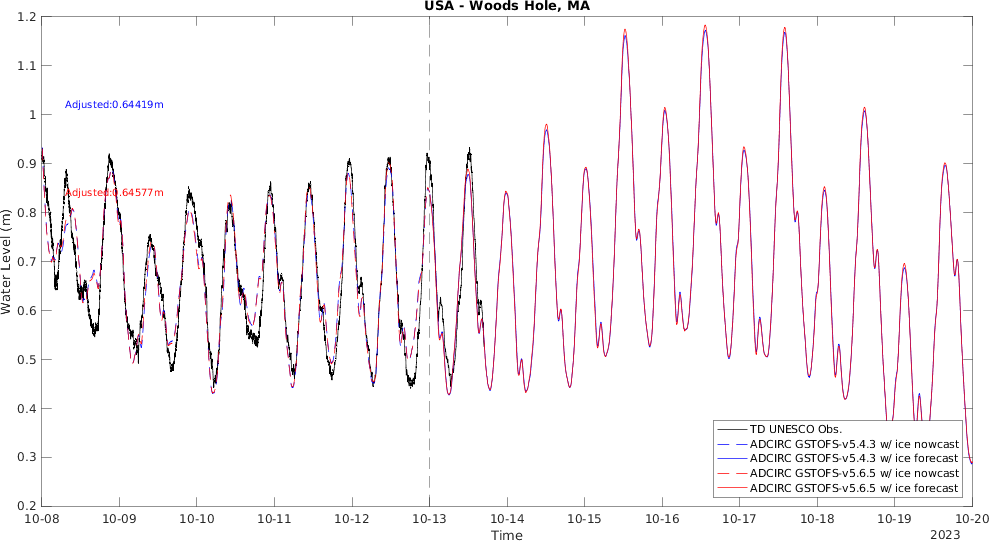 USA - Woods Hole, MA
1.2
1.1
1
0.9
0.8
0.7
0.6
0.5
0.4
0.3
0.2
Water Level (m)
Adjusted:0.64419m
Adjusted:0.64577m
TD UNESCO Obs.
ADCIRC GSTOFS-v5.4.3 w/ ice nowcast
ADCIRC GSTOFS-v5.4.3 w/ ice forecast
ADCIRC GSTOFS-v5.6.5 w/ ice nowcast
ADCIRC GSTOFS-v5.6.5 w/ ice forecast
10-08 10-09 10-10 10-11 10-12 10-13 10-14 10-15 10-16 10-17 10-18 10-19 10-20
Time
2023